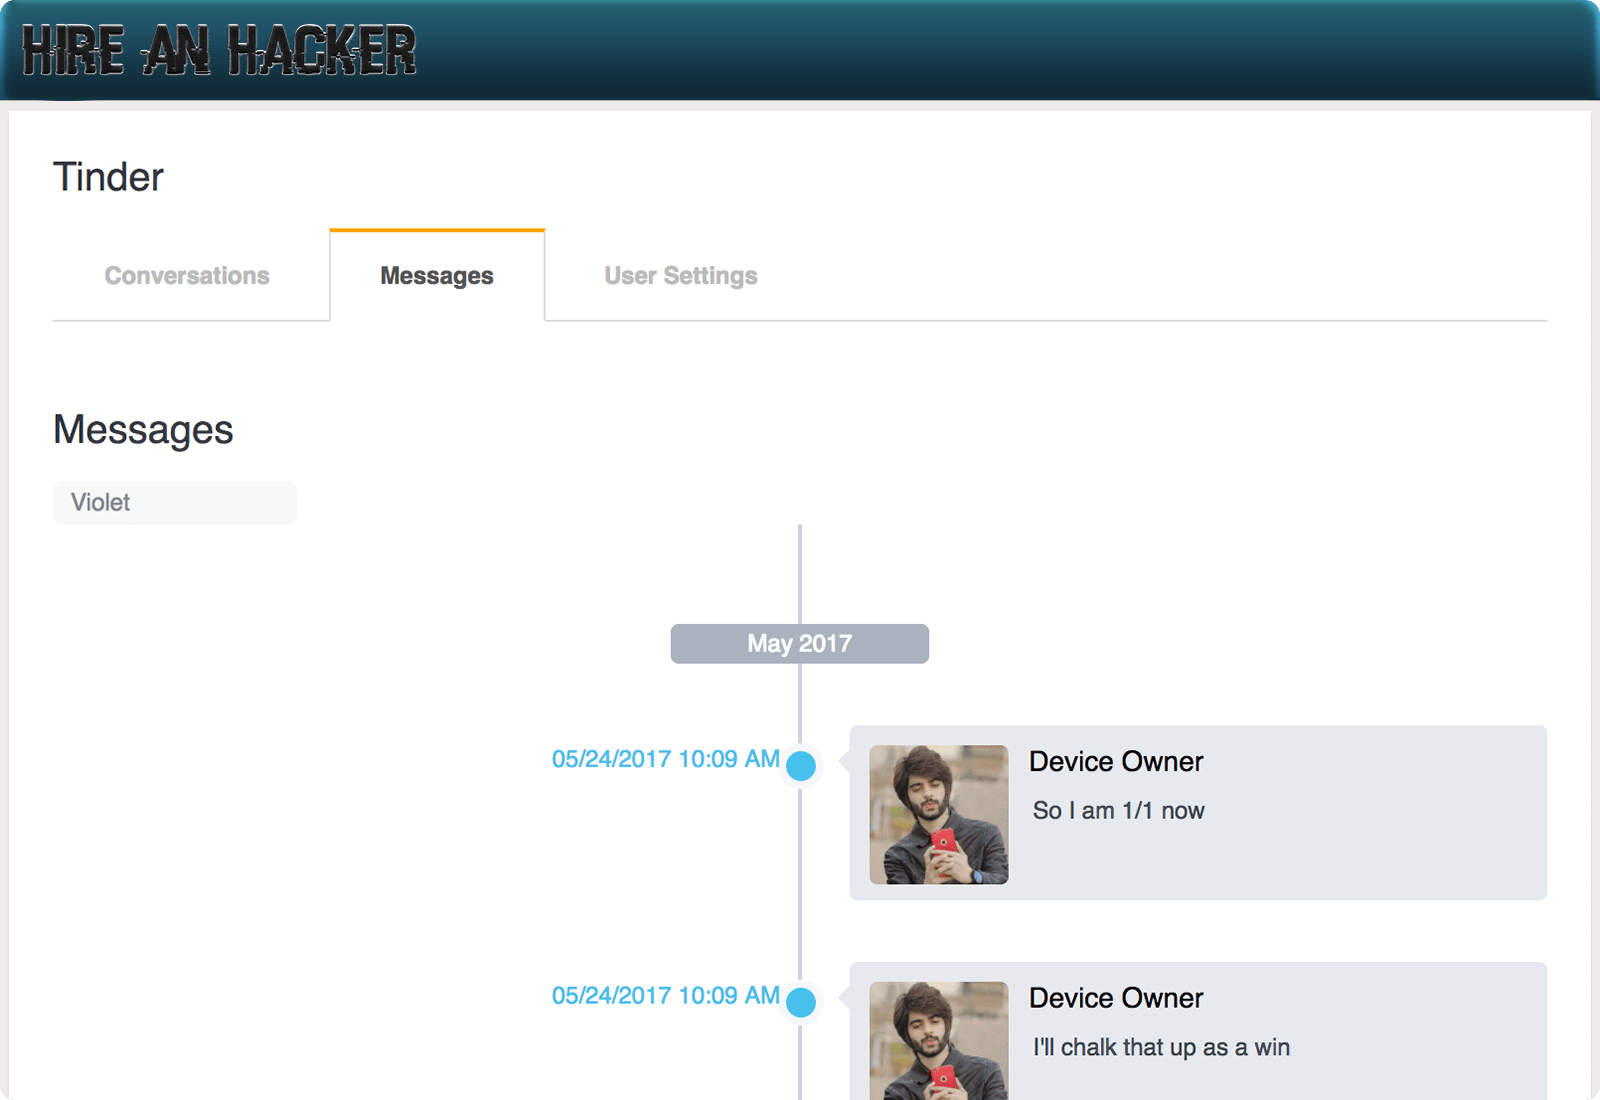 HIRE AN HACKER
Tinder
Conversations
Messages
User Settings
Messages
Violet
May 2017
05/24/2017 10:09 AM
Device Owner
So I am 1/1 now
05/24/2017 10:09 AM
Device Owner
I'll chalk that up as a win